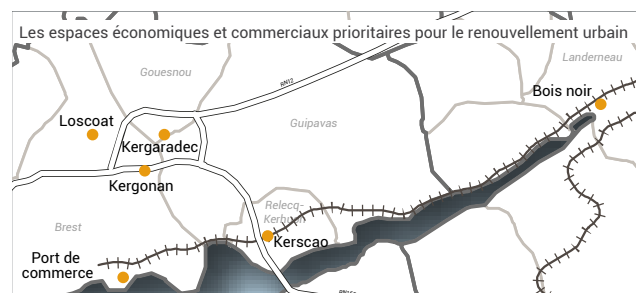 Les espaces économiques et commerciaux prioritaires pour le renouvellement urbain
Landerneau
Gouesnou
RN12
Bois noir
Loscoat
Guipavas
Kergaradec
Kergonan
Relecq-
Kerhuon
Brest
Kerscao
Port de
commerce